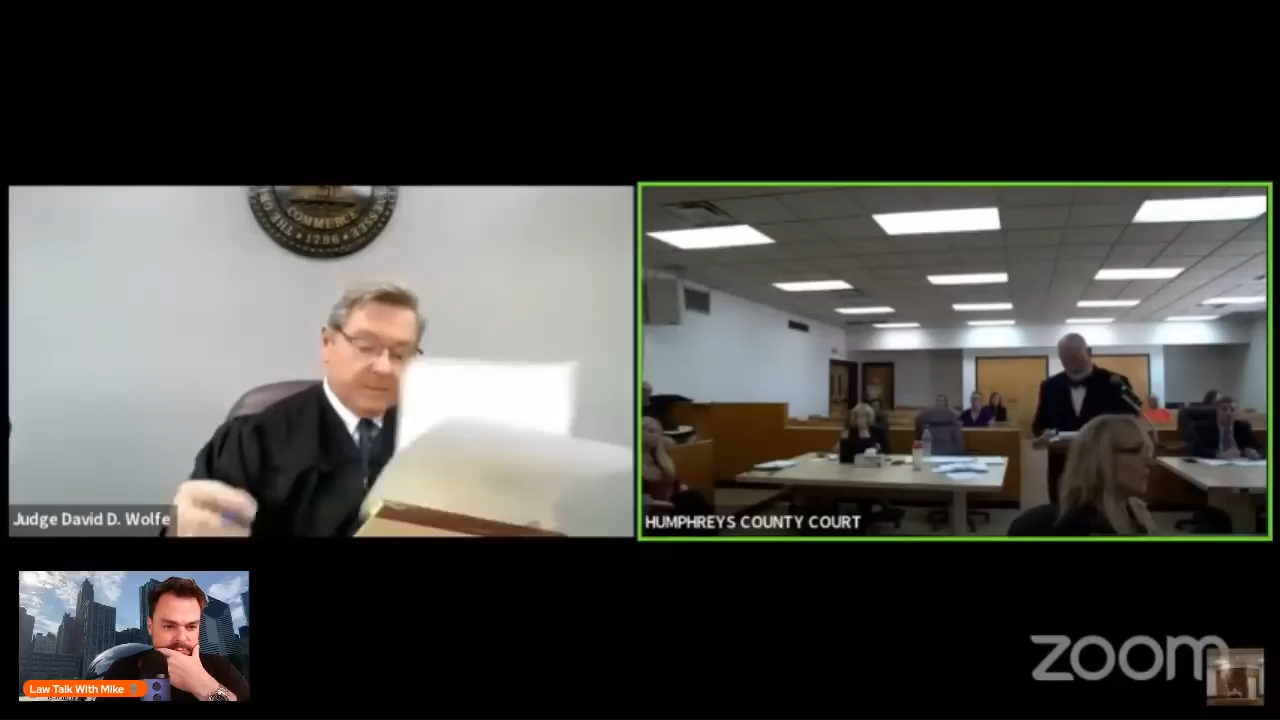 COMMERCE
1796
Judge David D. Wolfe
HUMPHREYS COUNTY COURT
Law Talk With Mike
zoom